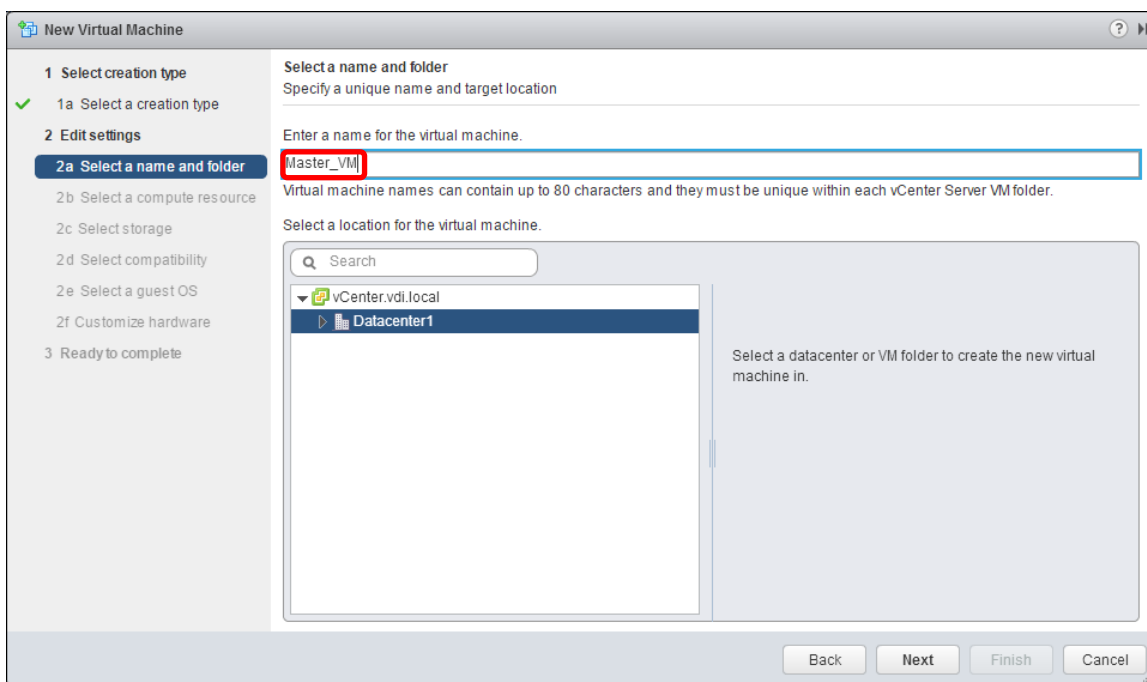 New Virtual Machine
?
1 Select creation type
1a Select a creation type
2 Edit settings
2a Select a name and folder
2b Select a compute resource
2c Select storage
2d Select compatibility
2e Select a guest OS
2f Customize hardware
3 Ready to complete
Select a name and folder
Specify a unique name and target location
Enter a name for the virtual machine.
Master_VM
Virtual machine names can contain up to 80 characters and they must be unique within each vCenter Server VM folder.
Select a location for the virtual machine.
Search
vCenter.vdi.local
Datacenter1
Select a datacenter or VM folder to create the new virtual
machine in.
Back Next Finish Cancel